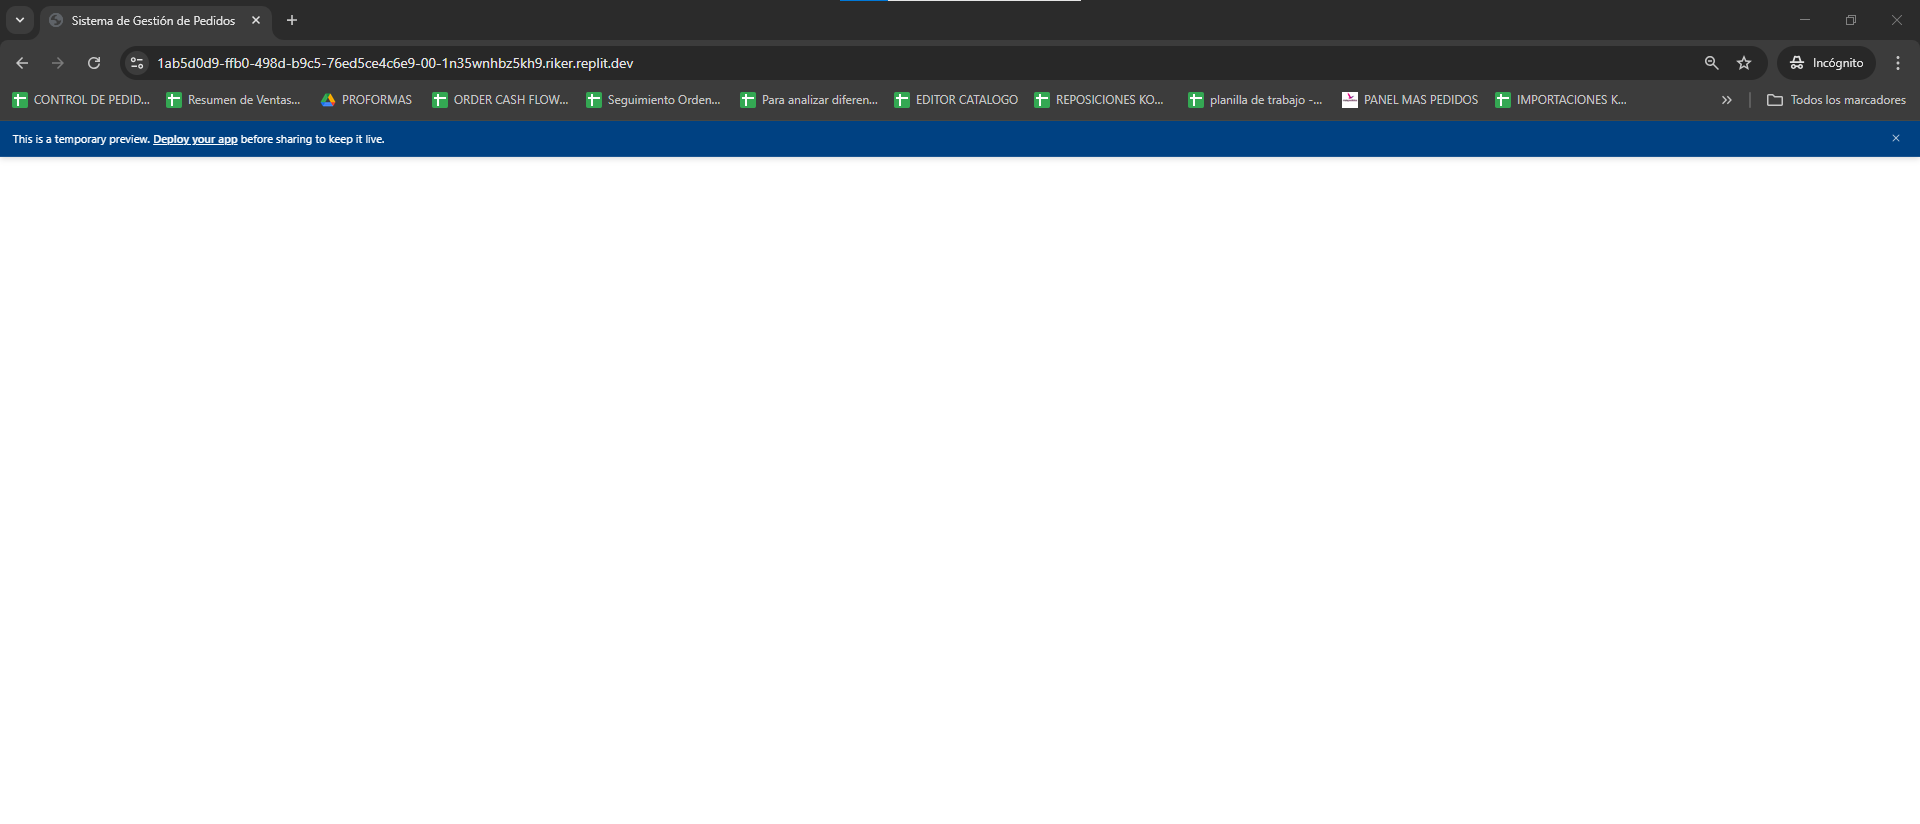 Sistema de Gestión de Pedidos
1ab5d0d9-ffb0-498d-b9c5-76ed5ce4c6e9-00-1n35wnhbz5kh9.riker.replit.dev
Incógnito
CONTROL DE PEDID...
Resumen de Ventas...
PROFORMAS
ORDER CASH FLOW...
Seguimiento Orden...
Para analizar diferen...
EDITOR CATALOGO
REPOSICIONES KO...
planilla de trabajo -...
PANEL MAS PEDIDOS
IMPORTACIONES K...
Todos los marcadores
This is a temporary preview. Deploy your app before sharing to keep it live.